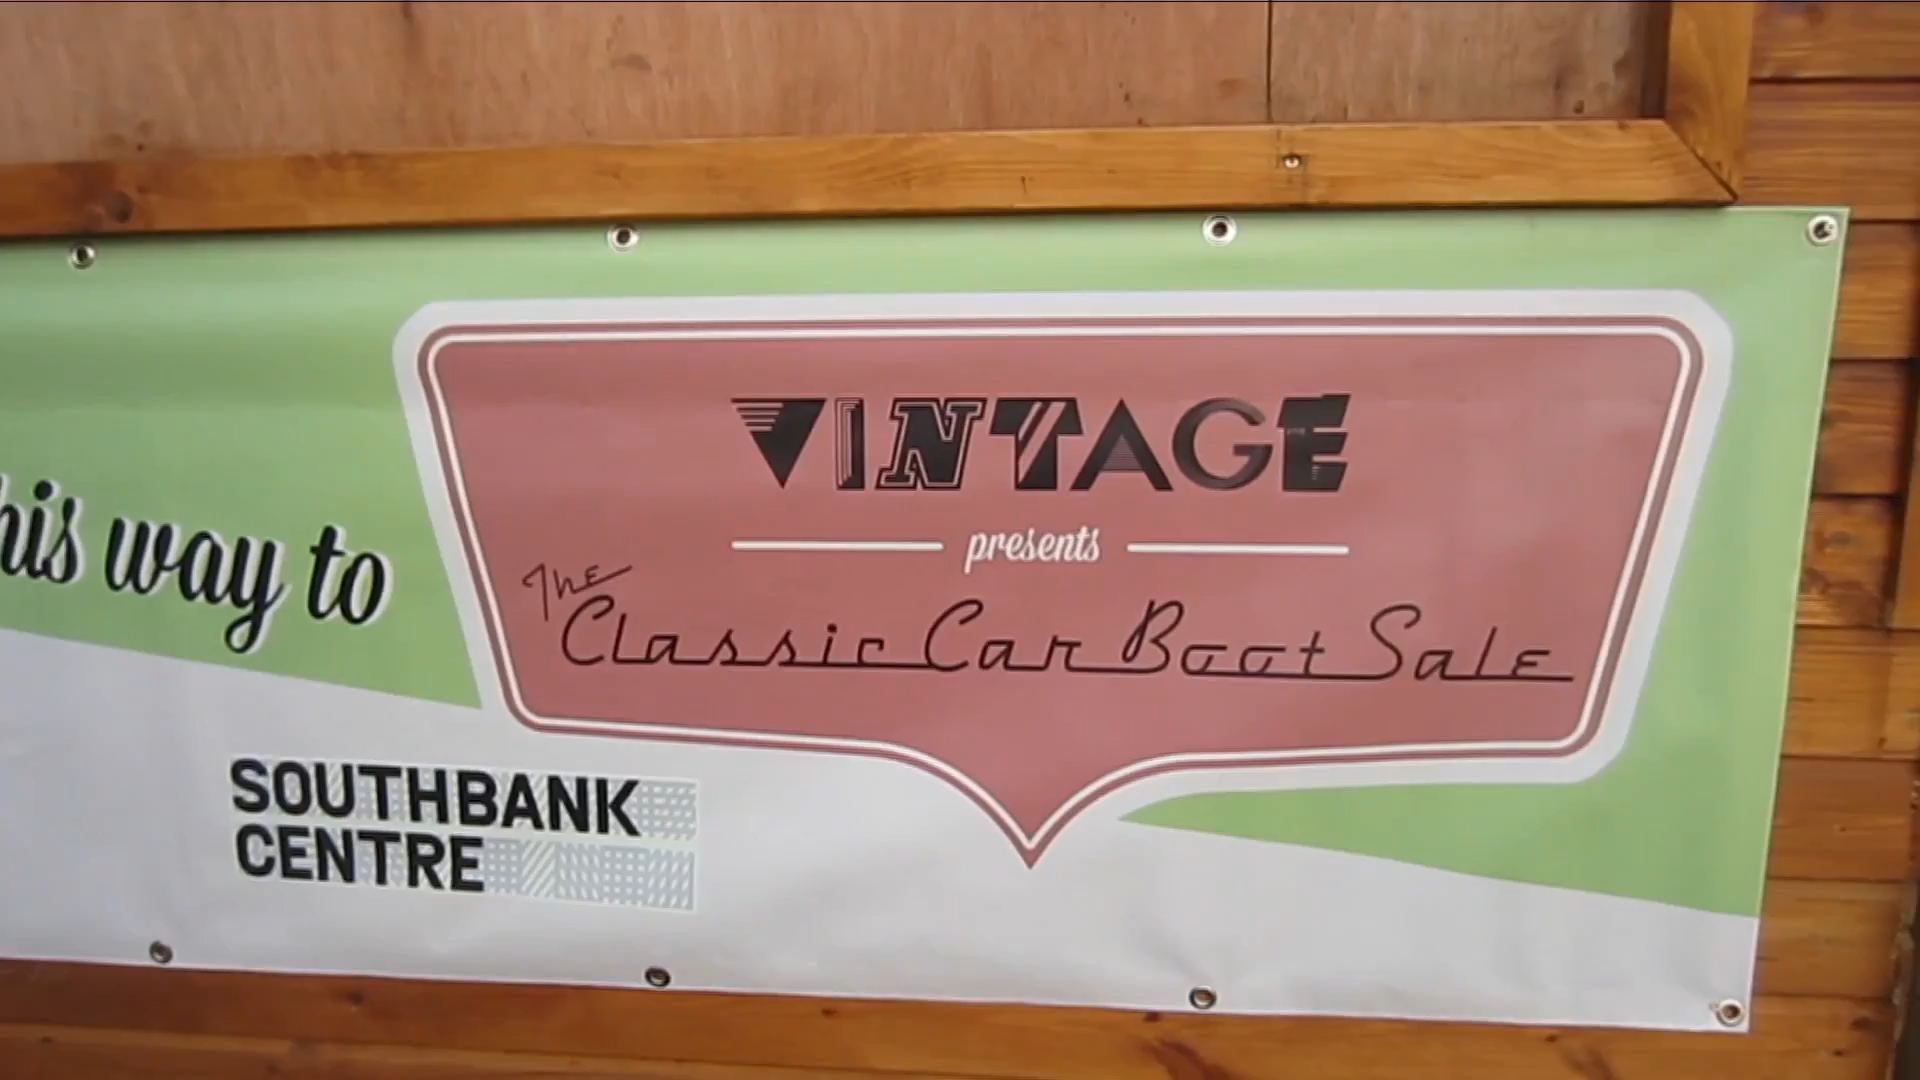 his way to
VINTAGE
presents
The
Classic Car Boot Sale
SOUTHBANK
CENTRE